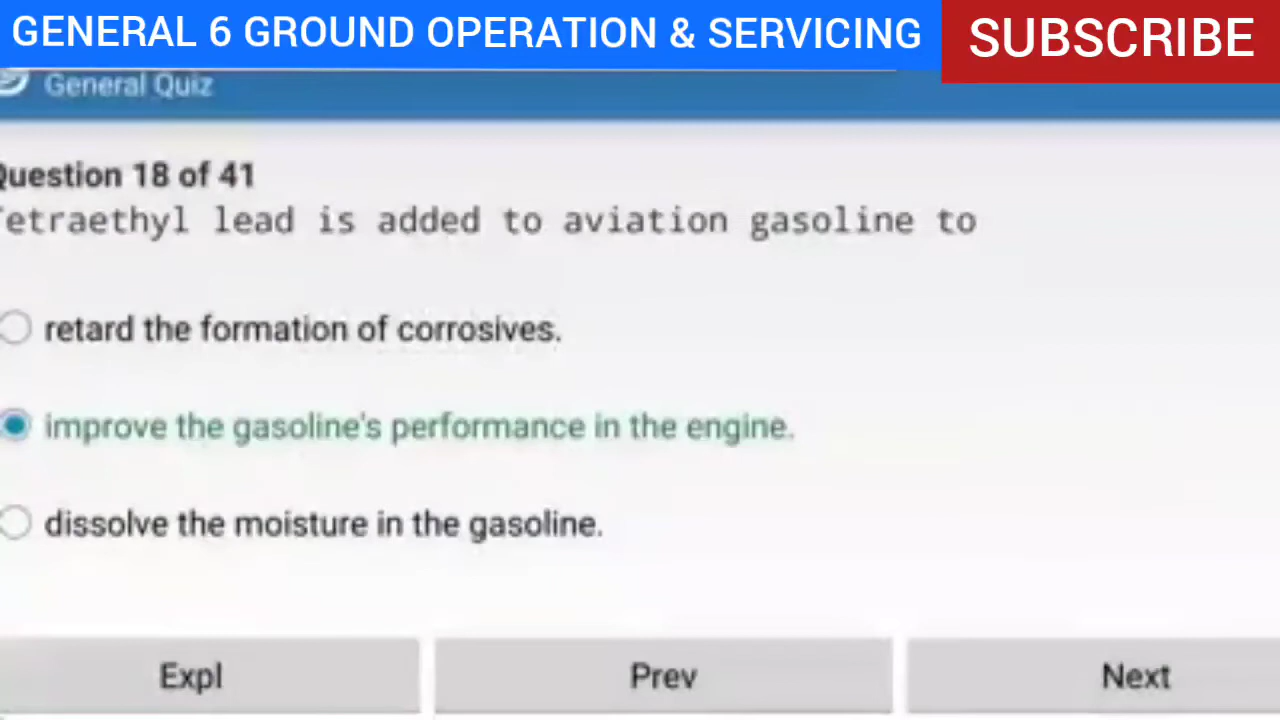 GENERAL 6 GROUND OPERATION & SERVICING
SUBSCRIBE
General Quiz
Question 18 of 41
Tetraethyl lead is added to aviation gasoline to
retard the formation of corrosives.
improve the gasoline's performance in the engine.
dissolve the moisture in the gasoline.
Expl
Prev
Next